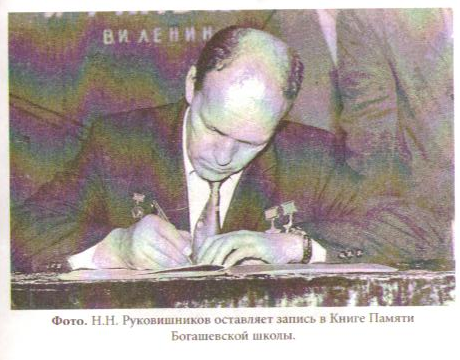 В.И.ЛЕНИН
Фото. Н.Н. Руковишников оставляет запись в Книге Памяти
Богашевской школы.